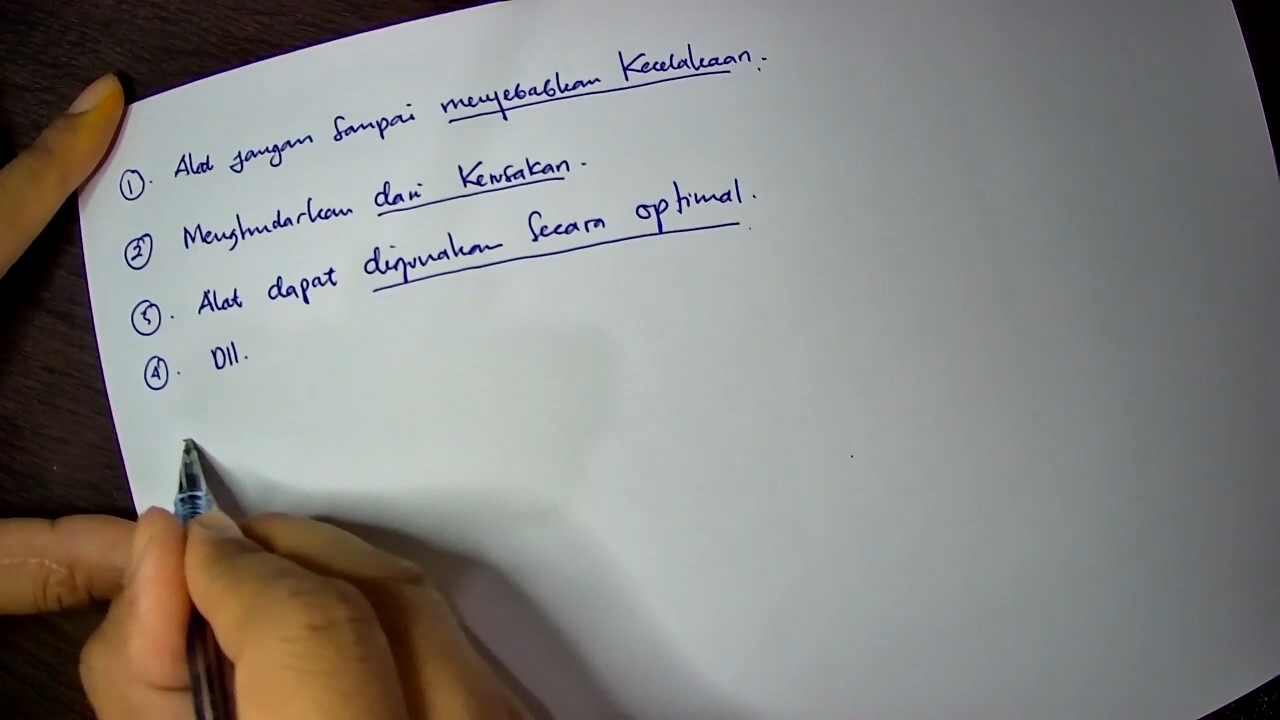 ①. Alat jangan sampai menyebabkan Kecelakaan.
②. Menghindarkan dari Kerusakan.
③. Alat dapat digunakan Secara optimal.
④. Dll.